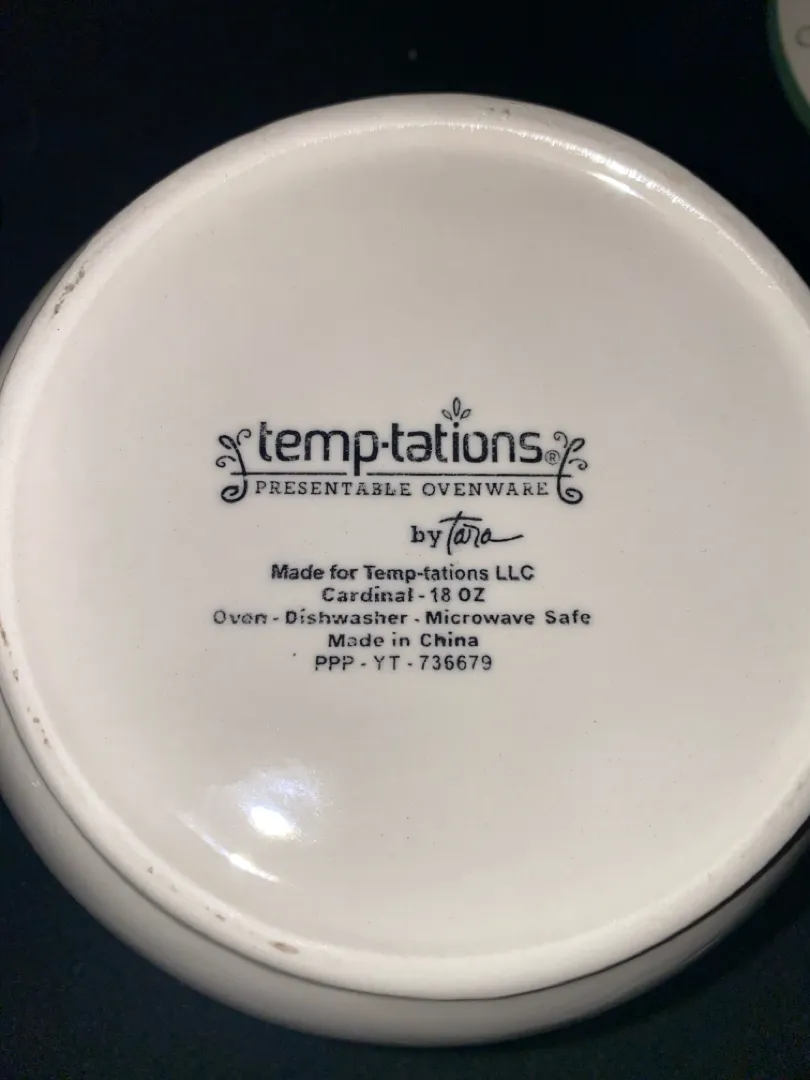 temp-tations®
PRESENTABLE OVENWARE
by Tara
Made for Temp-tations LLC
Cardinal - 18 OZ
Oven - Dishwasher - Microwave Safe
Made in China
PPP - YT - 736679